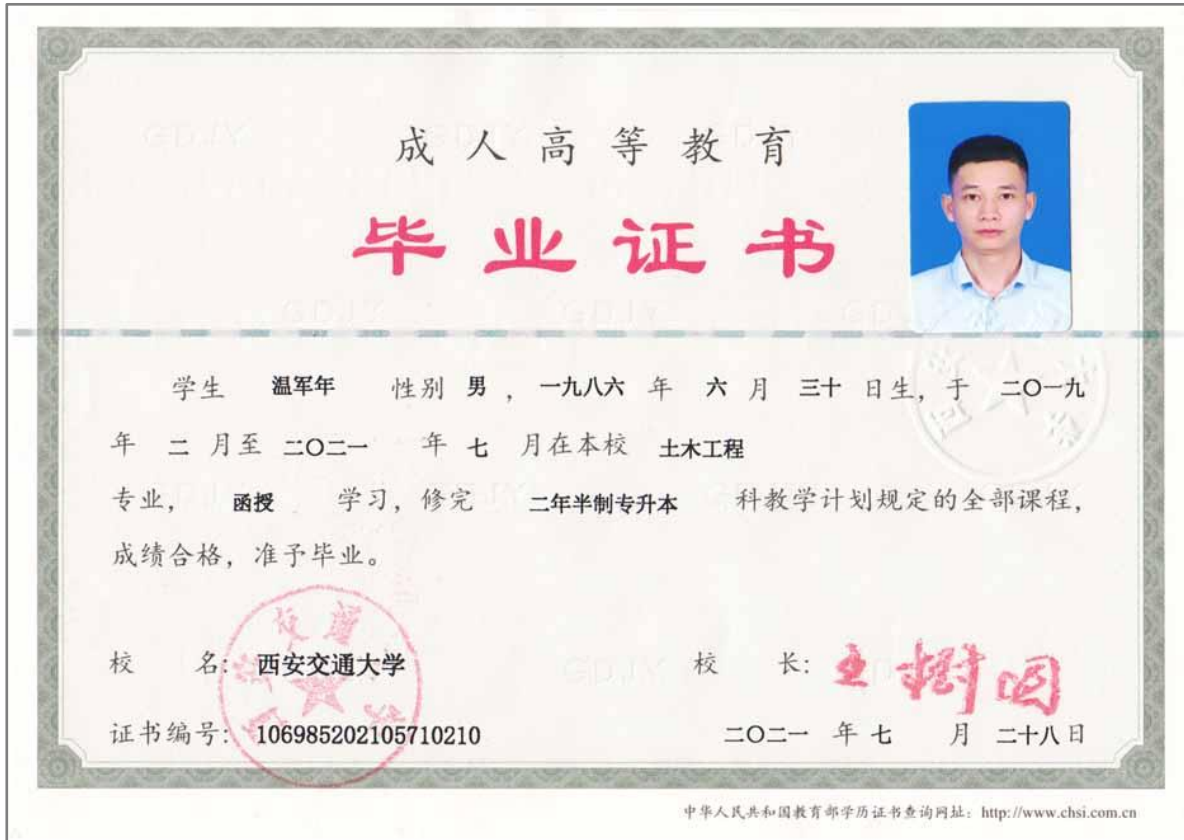 成人高等教育
毕业证书
学生 温军年 性别 男 ，一九八六 年 六 月 三十 日生，于 二〇一九
年 二 月至 二〇二一 年 七 月在本校 土木工程
专业， 函授 学习，修完 二年半制专升本 科教学计划规定的全部课程，
成绩合格，准予毕业。
校 名: 西安交通大学 校 长: 王树国
证书编号: 106985202105710210 二〇二一 年 七 月 二十八 日
中华人民共和国教育部学历证书查询网址: http://www.chsi.com.cn